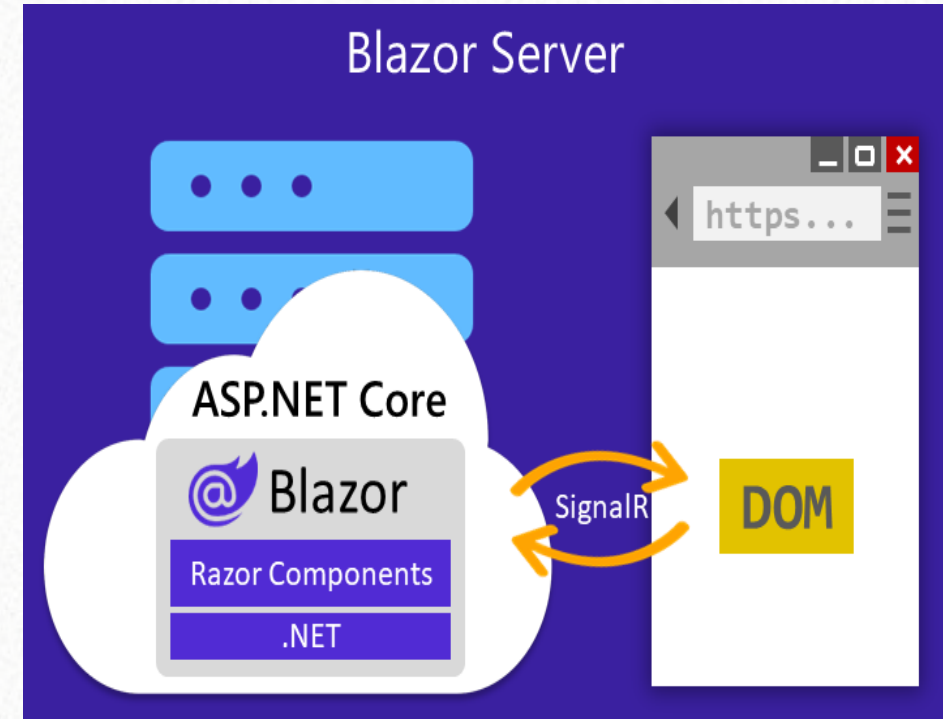 Blazor Server
https...
ASP.NET Core
@ Blazor
SignalR
DOM
Razor Components
.NET